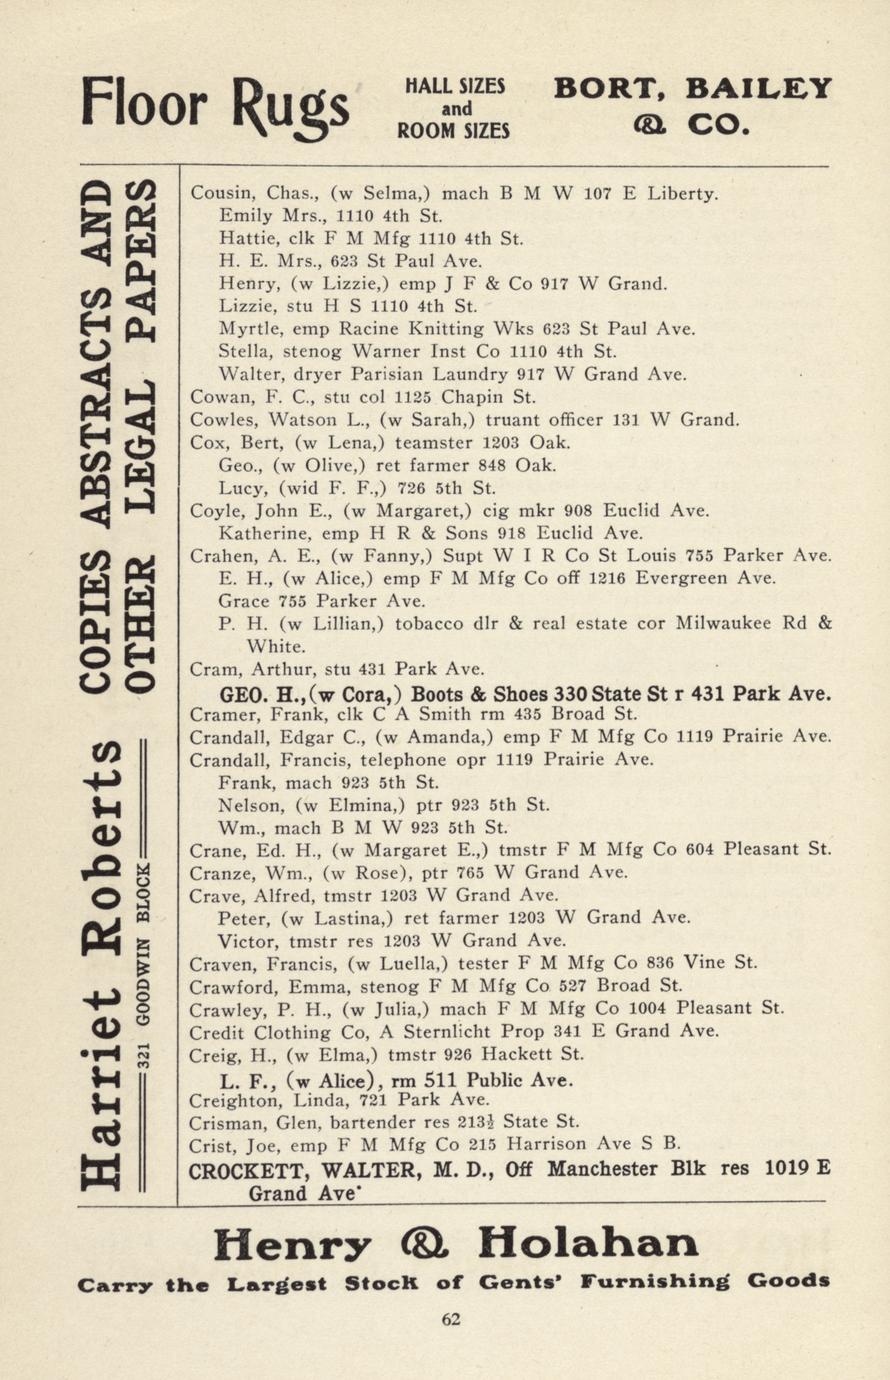 Floor Rugs HALL SIZES and ROOM SIZES BORT, BAILEY & CO.
COPIES ABSTRACTS AND
OTHER LEGAL PAPERS
Harriet Roberts
321 GOODWIN BLOCK
Cousin, Chas., (w Selma,) mach B M W 107 E Liberty.
Emily Mrs., 1110 4th St.
Hattie, clk F M Mfg 1110 4th St.
H. E. Mrs., 623 St Paul Ave.
Henry, (w Lizzie,) emp J F & Co 917 W Grand.
Lizzie, stu H S 1110 4th St.
Myrtle, emp Racine Knitting Wks 623 St Paul Ave.
Stella, stenog Warner Inst Co 1110 4th St.
Walter, dryer Parisian Laundry 917 W Grand Ave.
Cowan, F. C., stu col 1125 Chapin St.
Cowles, Watson L., (w Sarah,) truant officer 131 W Grand.
Cox, Bert, (w Lena,) teamster 1203 Oak.
Geo., (w Olive,) ret farmer 848 Oak.
Lucy, (wid F. F.,) 726 5th St.
Coyle, John E., (w Margaret,) cig mkr 908 Euclid Ave.
Katherine, emp H R & Sons 918 Euclid Ave.
Crahen, A. E., (w Fanny,) Supt W I R Co St Louis 755 Parker Ave.
E. H., (w Alice,) emp F M Mfg Co off 1216 Evergreen Ave.
Grace 755 Parker Ave.
P. H. (w Lillian,) tobacco dlr & real estate cor Milwaukee Rd &
White.
Cram, Arthur, stu 431 Park Ave.
GEO. H., (w Cora,) Boots & Shoes 330 State St r 431 Park Ave.
Cramer, Frank, clk C A Smith rm 435 Broad St.
Crandall, Edgar C., (w Amanda,) emp F M Mfg Co 1119 Prairie Ave.
Crandall, Francis, telephone opr 1119 Prairie Ave.
Frank, mach 923 5th St.
Nelson, (w Elmina,) ptr 923 5th St.
Wm., mach B M W 923 5th St.
Crane, Ed. H., (w Margaret E.,) tmstr F M Mfg Co 604 Pleasant St.
Cranze, Wm., (w Rose), ptr 765 W Grand Ave.
Crave, Alfred, tmstr 1203 W Grand Ave.
Peter, (w Lastina,) ret farmer 1203 W Grand Ave.
Victor, tmstr res 1203 W Grand Ave.
Craven, Francis, (w Luella,) tester F M Mfg Co 836 Vine St.
Crawford, Emma, stenog F M Mfg Co 527 Broad St.
Crawley, P. H., (w Julia,) mach F M Mfg Co 1004 Pleasant St.
Credit Clothing Co, A Sternlicht Prop 341 E Grand Ave.
Creig, H., (w Elma,) tmstr 926 Hackett St.
L. F., (w Alice), rm 511 Public Ave.
Creighton, Linda, 721 Park Ave.
Crisman, Glen, bartender res 213½ State St.
Crist, Joe, emp F M Mfg Co 215 Harrison Ave S B.
CROCKETT, WALTER, M. D., Off Manchester Blk res 1019 E
Grand Ave.
Henry & Holahan
Carry the Largest Stock of Gents' Furnishing Goods
62